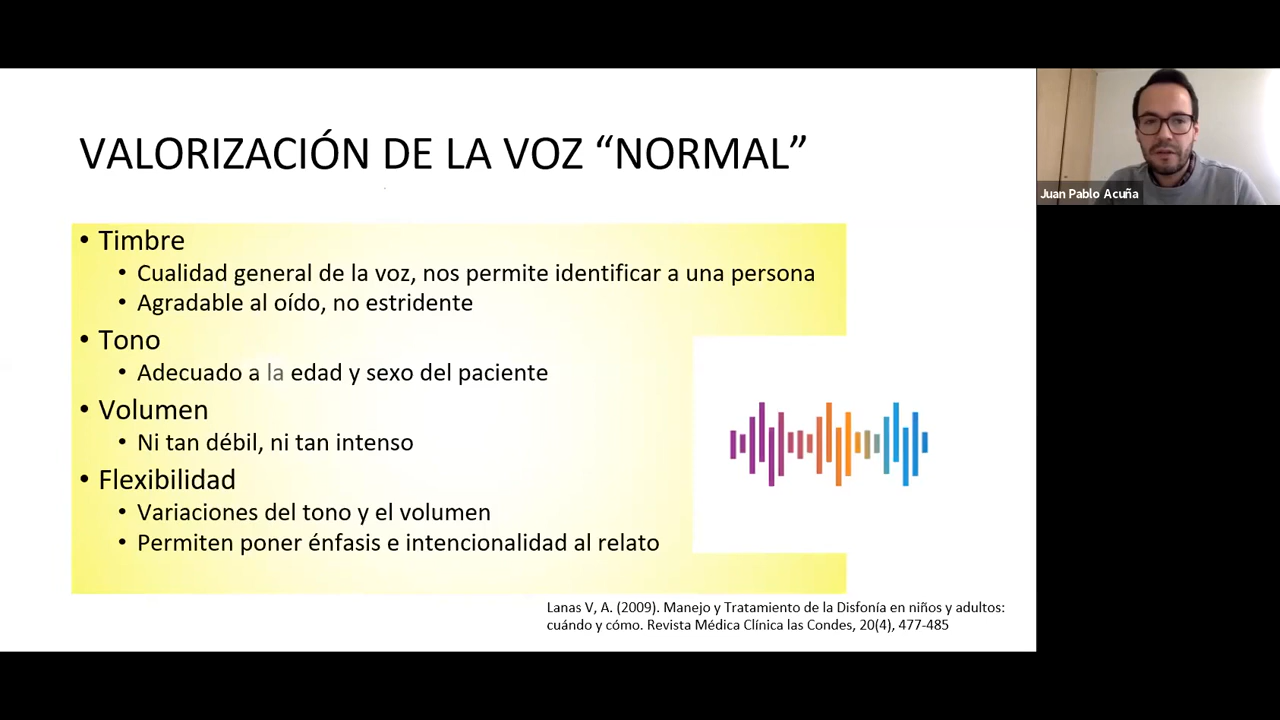 VALORIZACIÓN DE LA VOZ “NORMAL”
• Timbre
• Cualidad general de la voz, nos permite identificar a una persona
• Agradable al oído, no estridente
• Tono
• Adecuado a la edad y sexo del paciente
• Volumen
• Ni tan débil, ni tan intenso
• Flexibilidad
• Variaciones del tono y el volumen
• Permiten poner énfasis e intencionalidad al relato
Lanas V, A. (2009). Manejo y Tratamiento de la Disfonía en niños y adultos:
cuándo y cómo. Revista Médica Clínica las Condes, 20(4), 477-485
Juan Pablo Acuña